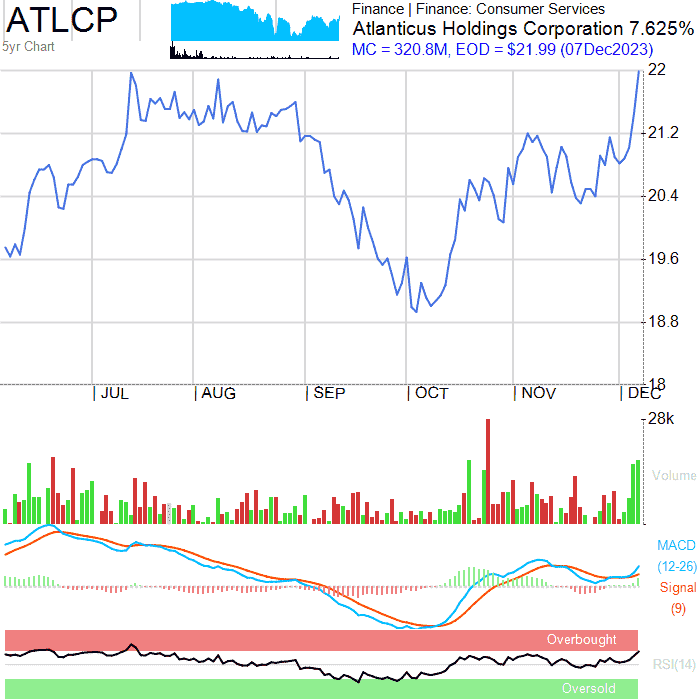 ATLCP
5yr Chart
Finance | Finance: Consumer Services
Atlanticus Holdings Corporation 7.625%
MC = 320.8M, EOD = $21.99 (07Dec2023)
22
21.2
20.4
19.6
18.8
18
JUL AUG SEP OCT NOV DEC
28k
Volume
MACD
(12-26)
Signal
(9)
Overbought
RSI(14)
Oversold